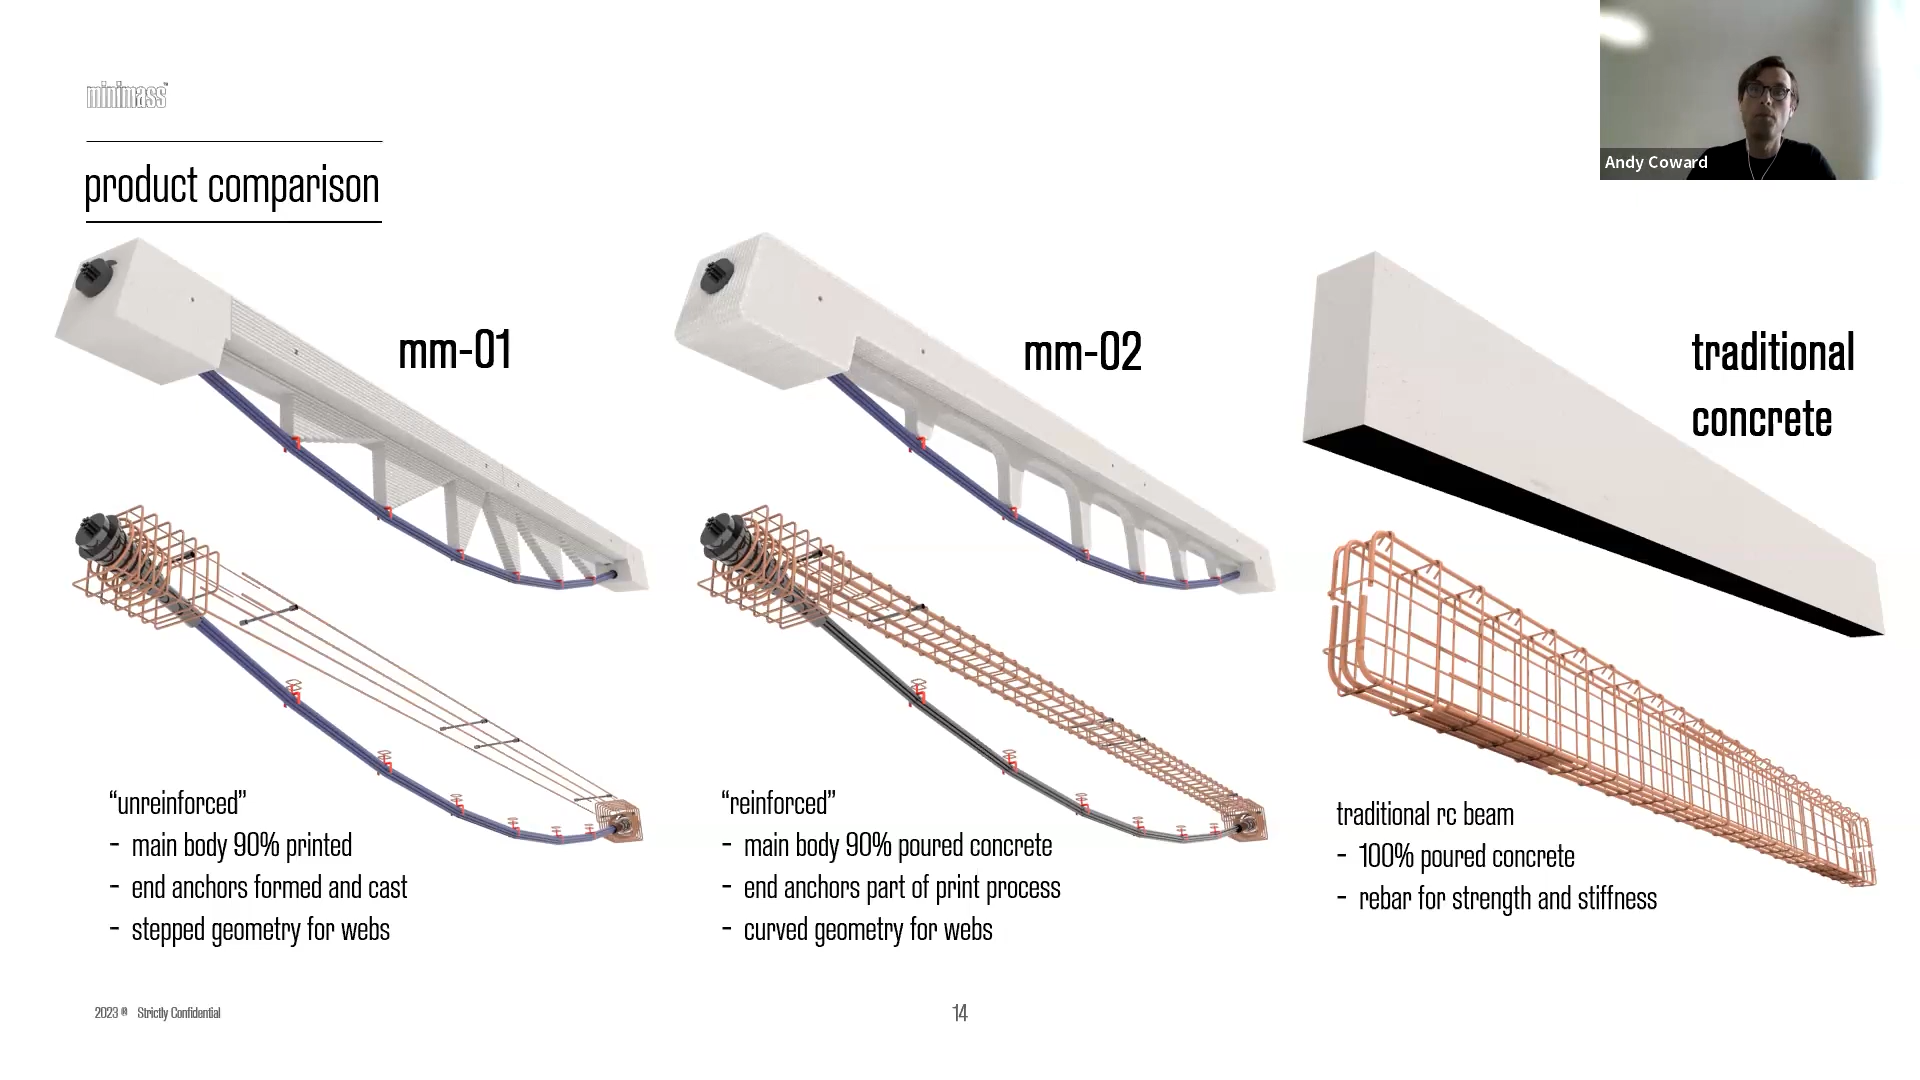 minimass™
Andy Coward
product comparison
mm-01
mm-02
traditional
concrete
“unreinforced”
- main body 90% printed
- end anchors formed and cast
- stepped geometry for webs
“reinforced”
- main body 90% poured concrete
- end anchors part of print process
- curved geometry for webs
traditional rc beam
- 100% poured concrete
- rebar for strength and stiffness
2023 © Strictly Confidential
14